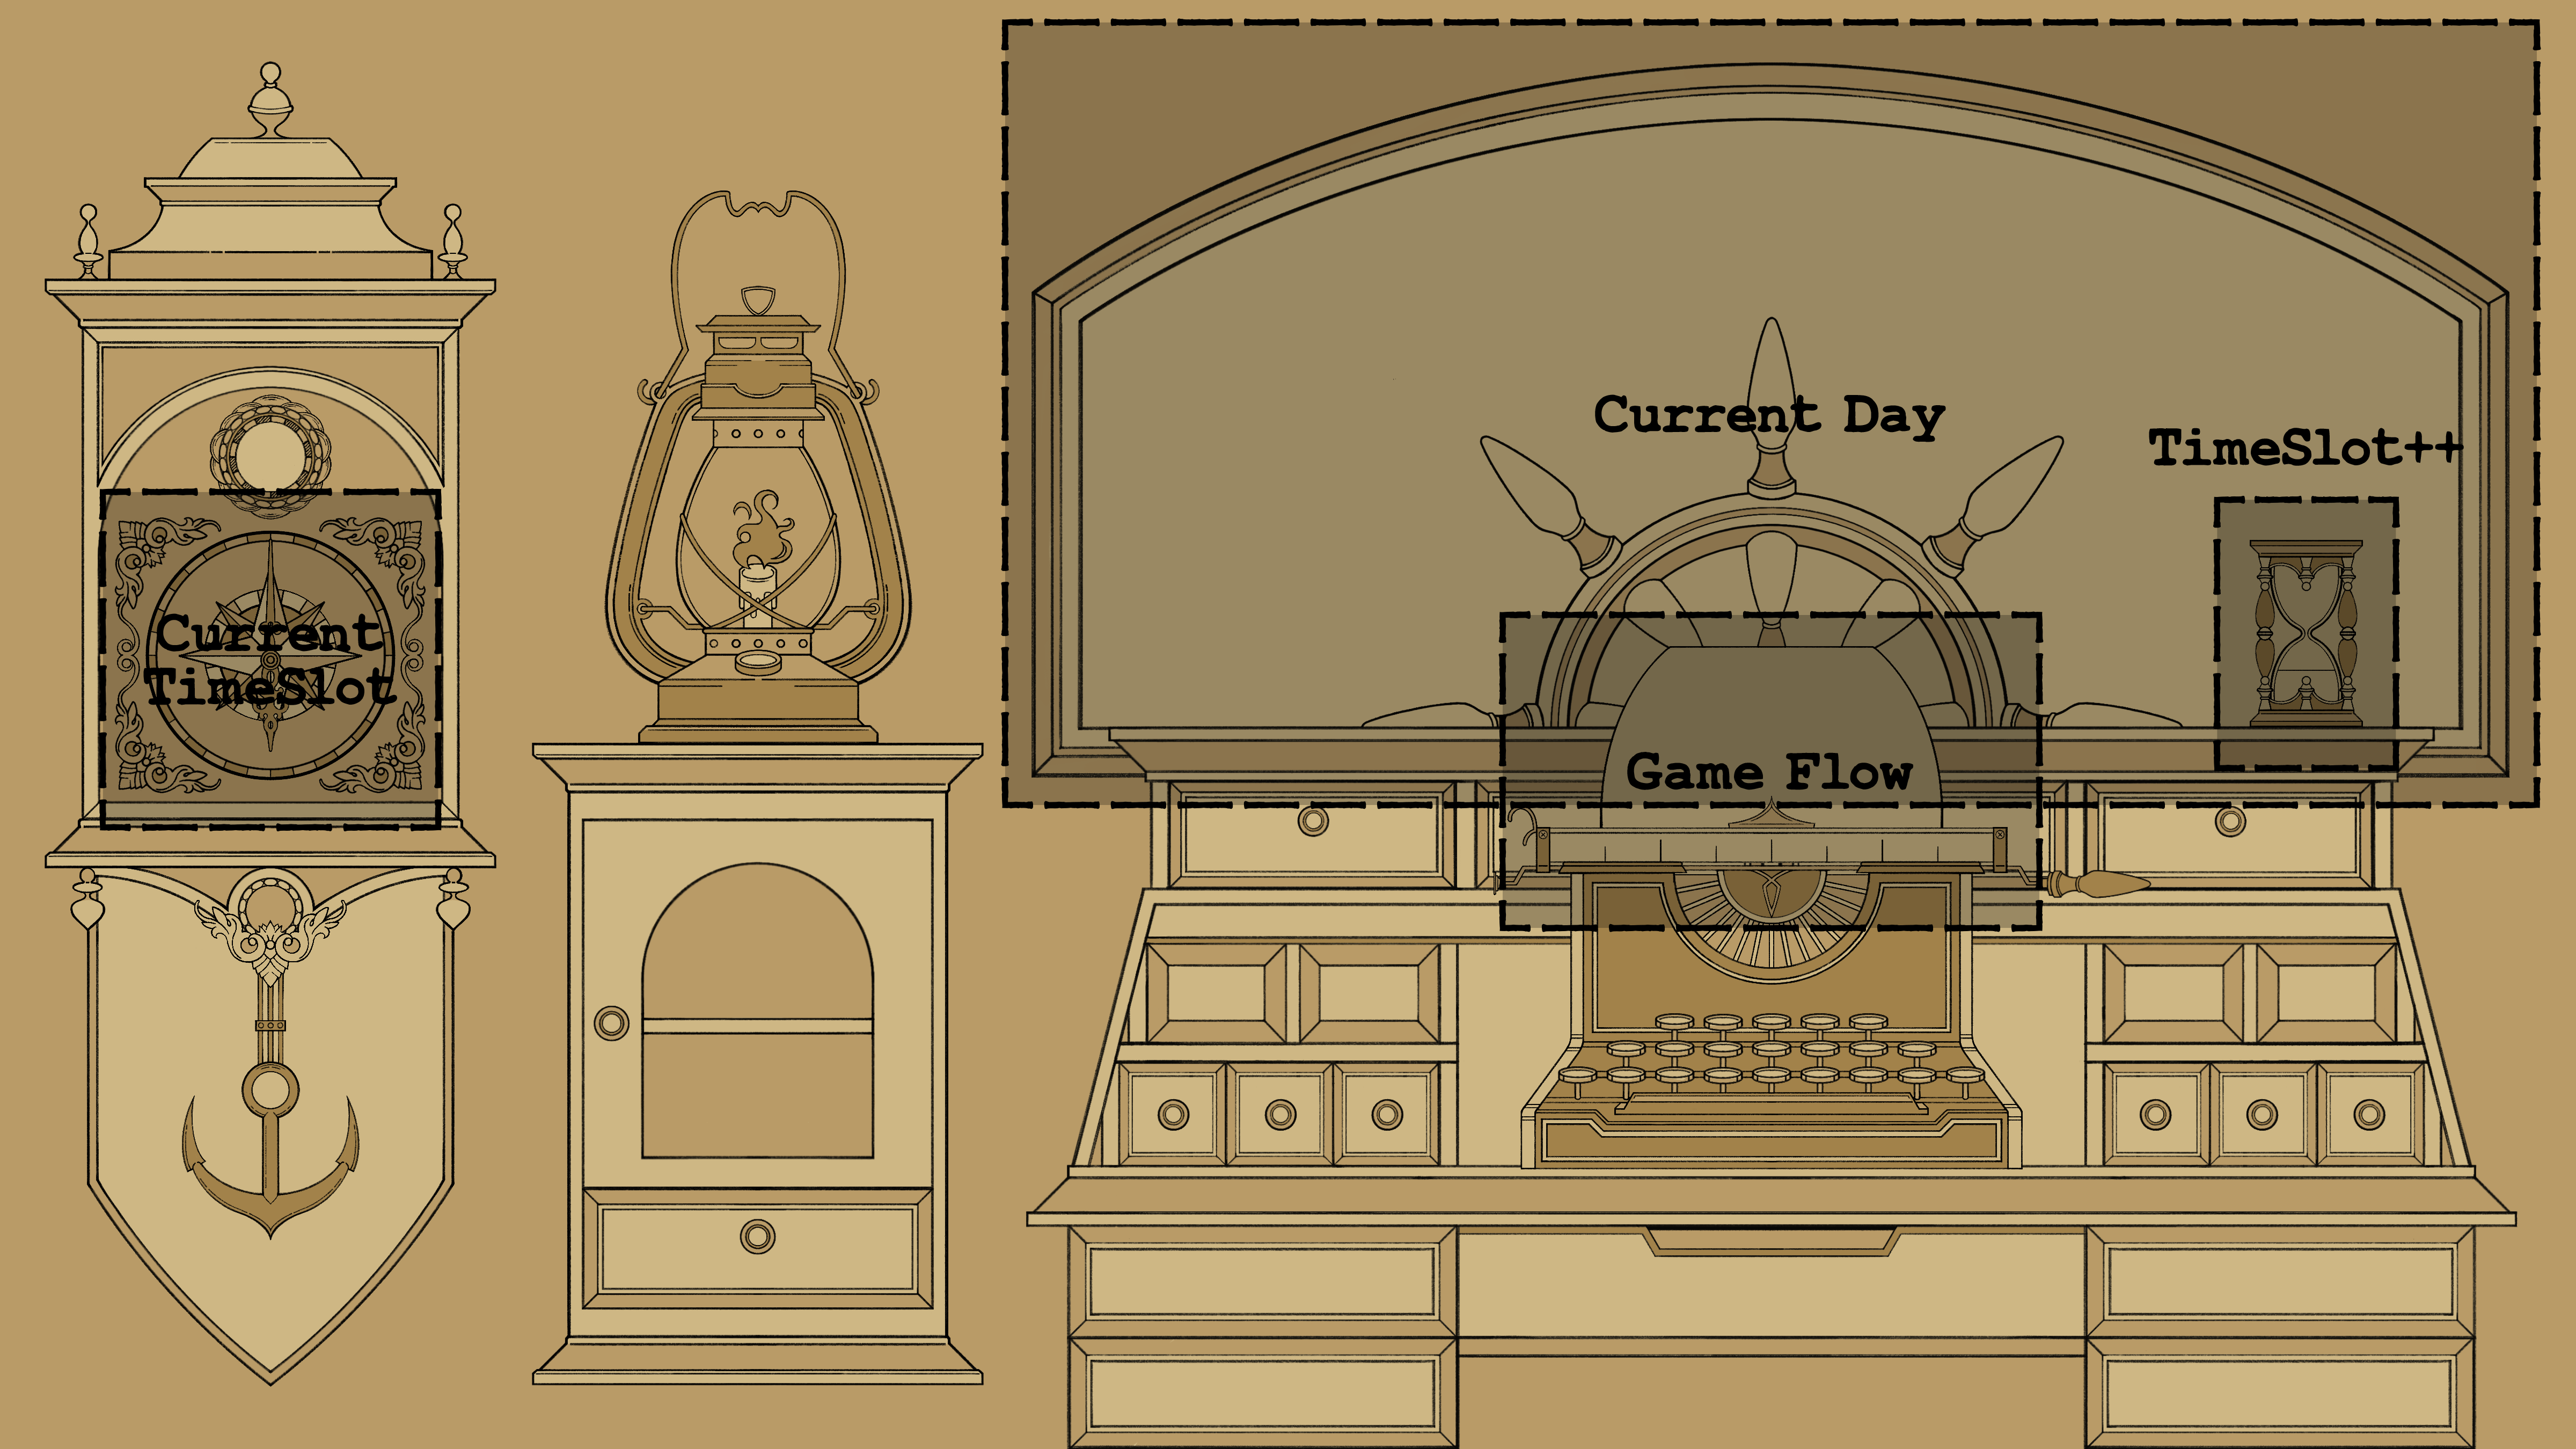 Current Day
TimeSlot++
Current
TimeSlot
Game Flow